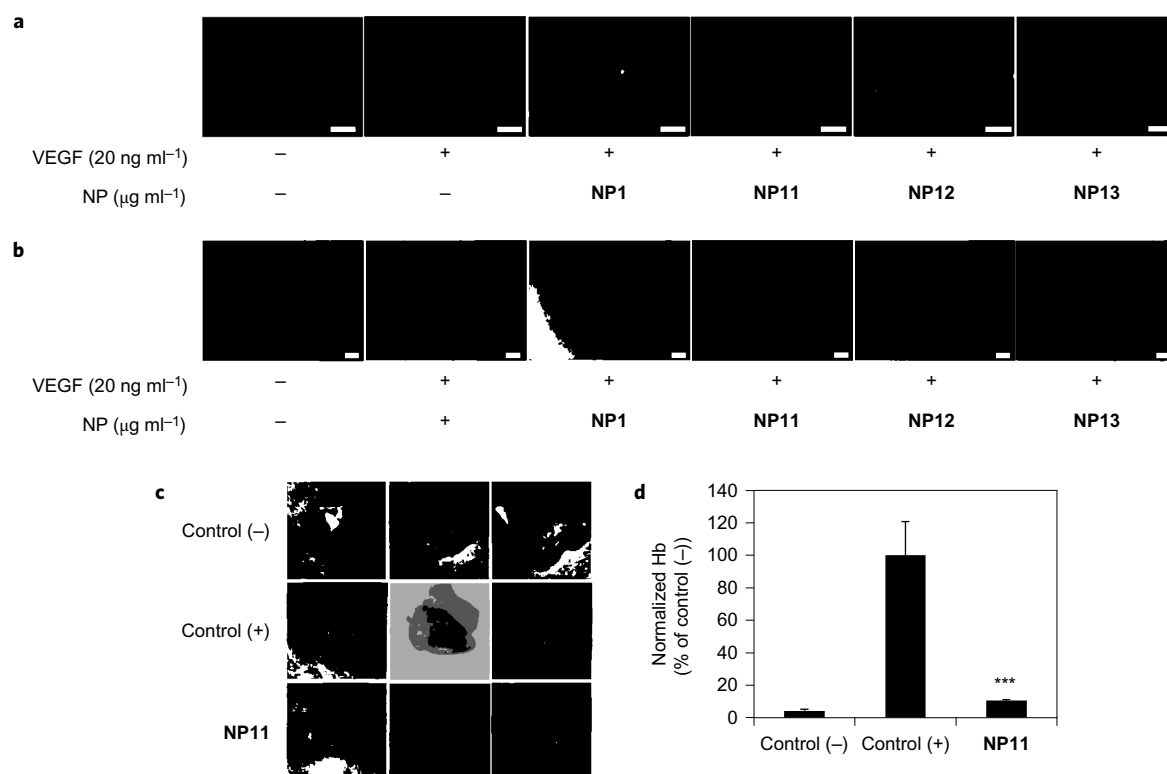 a
VEGF (20 ng ml⁻¹) – + + + + +
NP (μg ml⁻¹) – – NP1 NP11 NP12 NP13
b
VEGF (20 ng ml⁻¹) – + + + + +
NP (μg ml⁻¹) – + NP1 NP11 NP12 NP13
c
Control (–)
Control (+)
NP11
d
Normalized Hb
(% of control (–))
140
120
100
80
60
40
20
0
***
Control (–) Control (+) NP11